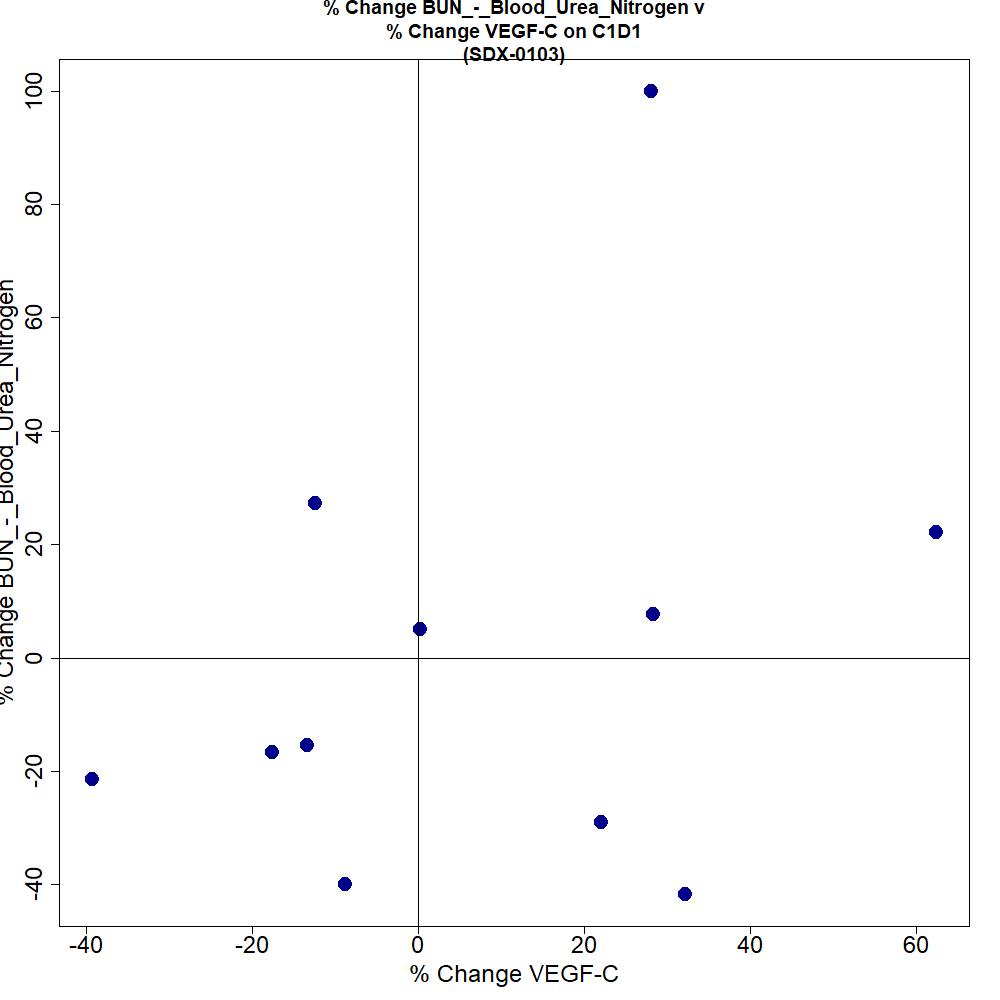 % Change BUN_-_Blood_Urea_Nitrogen v
% Change VEGF-C on C1D1
(SDX-0103)
% Change BUN_-_Blood_Urea_Nitrogen
100
80
60
40
20
0
-20
-40
-40 -20 0 20 40 60
% Change VEGF-C